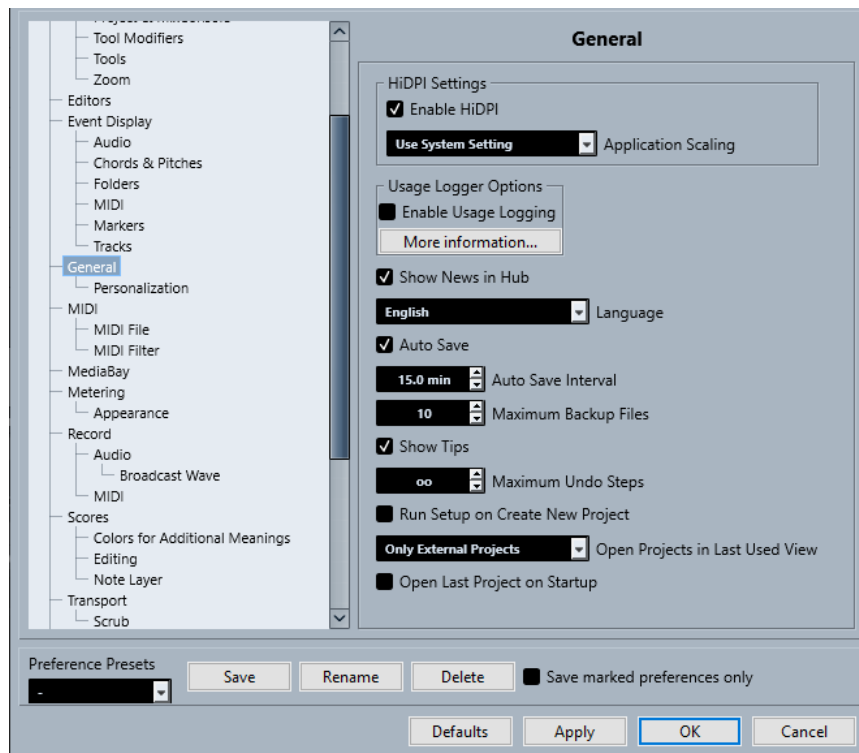 Tool Modifiers
Tools
Zoom
Editors
Event Display
Audio
Chords & Pitches
Folders
MIDI
Markers
Tracks
General
Personalization
MIDI
MIDI File
MIDI Filter
MediaBay
Metering
Appearance
Record
Audio
Broadcast Wave
MIDI
Scores
Colors for Additional Meanings
Editing
Note Layer
Transport
Scrub
General
HiDPI Settings
Enable HiDPI
Use System Setting Application Scaling
Usage Logger Options
Enable Usage Logging
More information...
Show News in Hub
English Language
Auto Save
15.0 min Auto Save Interval
10 Maximum Backup Files
Show Tips
oo Maximum Undo Steps
Run Setup on Create New Project
Only External Projects Open Projects in Last Used View
Open Last Project on Startup
Preference Presets
-
Save Rename Delete Save marked preferences only
Defaults Apply OK Cancel